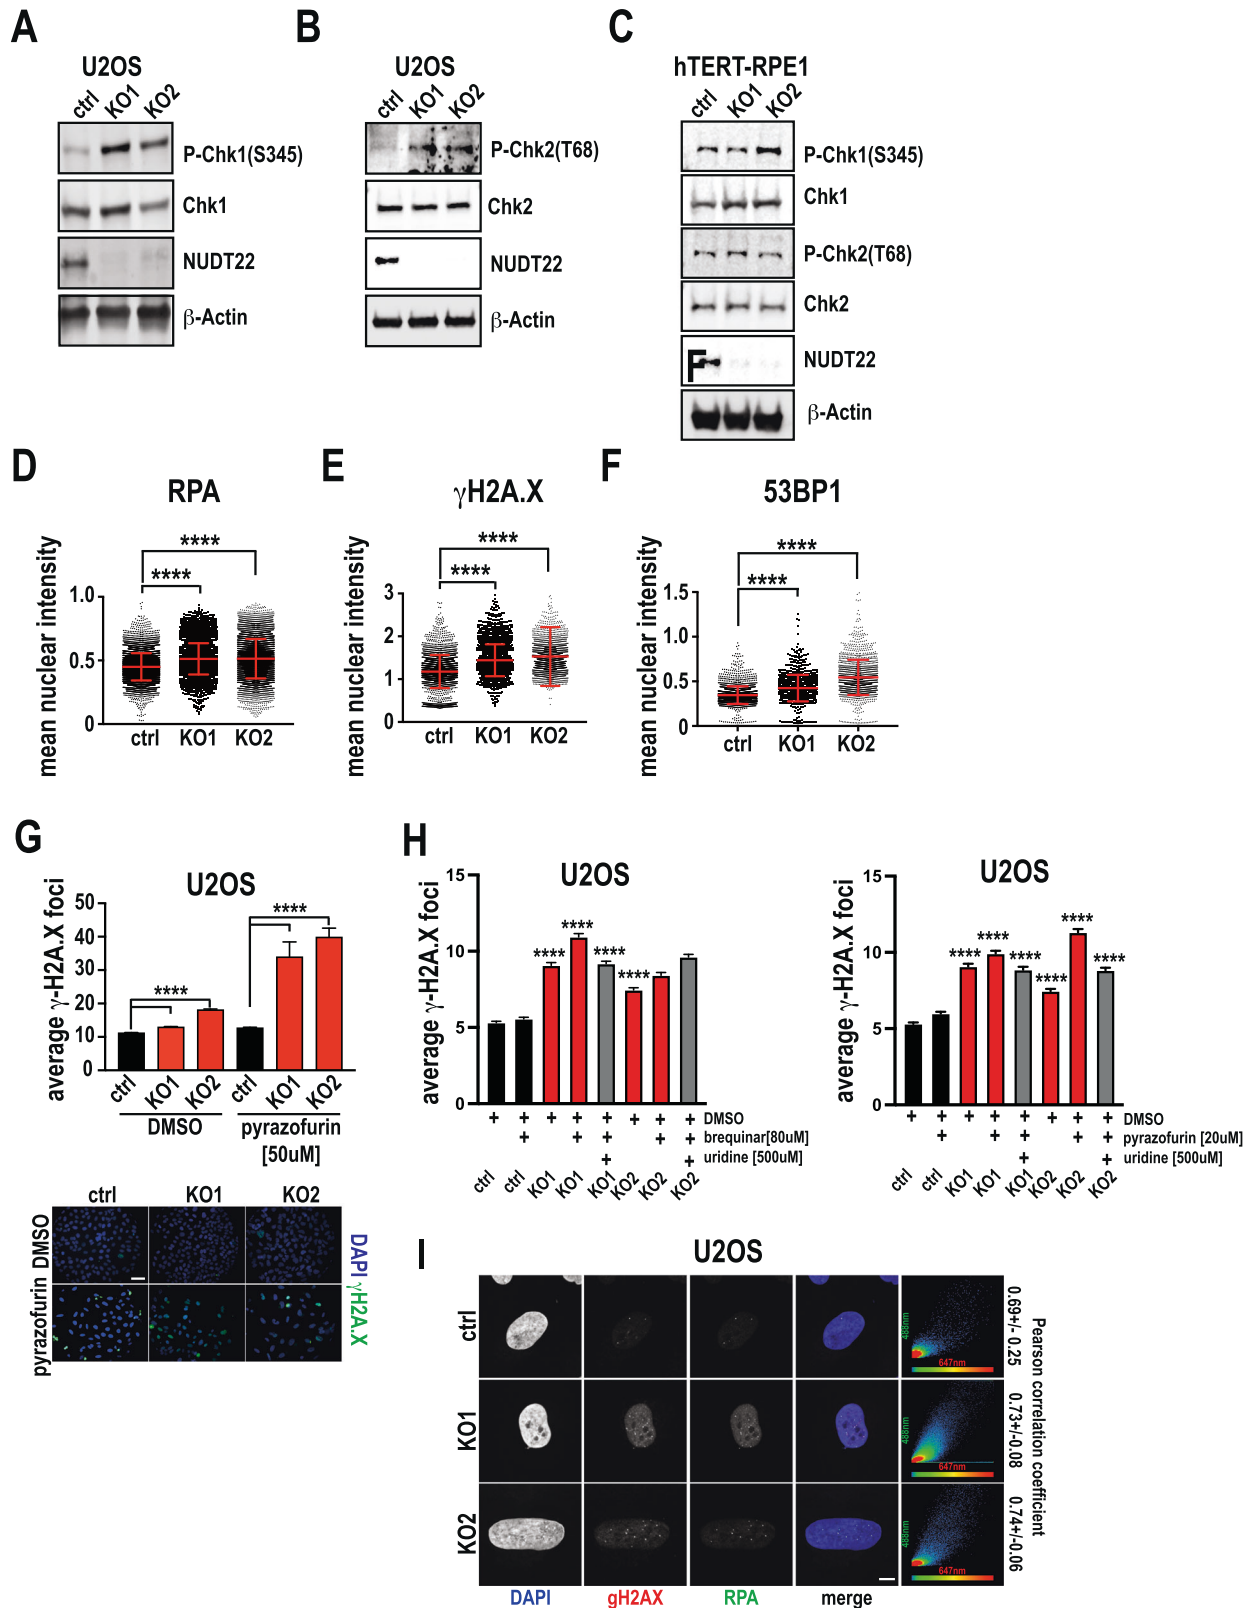 A
U2OS
ctrl
KO1
KO2
P-Chk1(S345)
Chk1
NUDT22
β-Actin
B
U2OS
ctrl
KO1
KO2
P-Chk2(T68)
Chk2
NUDT22
β-Actin
C
hTERT-RPE1
ctrl
KO1
KO2
P-Chk1(S345)
Chk1
P-Chk2(T68)
Chk2
F
NUDT22
β-Actin
D
RPA
mean nuclear intensity
****
****
1.0
0.5
0
ctrl KO1 KO2
E
γH2A.X
mean nuclear intensity
****
****
3
2
1
0
ctrl KO1 KO2
F
53BP1
mean nuclear intensity
****
****
1.5
1.0
0.5
0
ctrl KO1 KO2
G
U2OS
average γ-H2A.X foci
50
40
30
20
10
0
****
****
ctrl KO1 KO2 ctrl KO1 KO2
DMSO pyrazofurin
[50uM]
ctrl KO1 KO2
DMSO
pyrazofurin
DAPI γH2A.X
H
U2OS
average γ-H2A.X foci
15
10
5
0
**** **** **** ****
+ + + + + + + + DMSO
+ + + + + brequinar[80uM]
+ + uridine [500uM]
ctrl ctrl KO1 KO1 KO1 KO2 KO2 KO2
U2OS
average γ-H2A.X foci
15
10
5
0
**** **** **** **** **** ****
+ + + + + + + + DMSO
+ + + + + pyrazofurin [20uM]
+ + uridine [500uM]
ctrl ctrl KO1 KO1 KO1 KO2 KO2 KO2
I
U2OS
ctrl
488nm
647nm
0.69+/- 0.25
KO1
488nm
647nm
0.73+/-0.08
KO2
488nm
647nm
0.74+/-0.06
Pearson correlation coefficient
DAPI gH2AX RPA merge